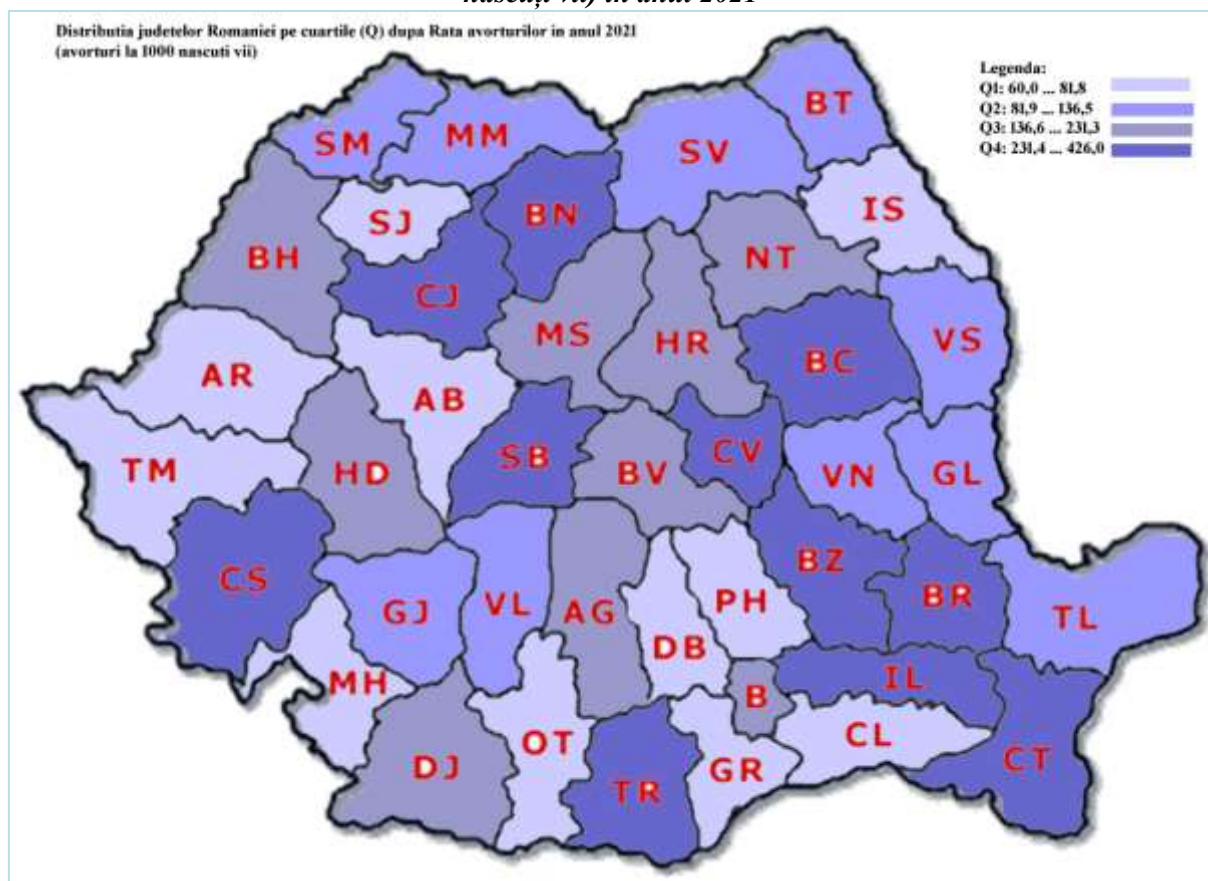 născuți vii) în anul 2021
Distributia judetelor Romaniei pe cuartile (Q) dupa Rata avorturilor in anul 2021
(avorturi la 1000 nascuti vii)
Legenda:
Q1: 60,0 ... 81,8
Q2: 81,9 ... 136,5
Q3: 136,6 ... 231,3
Q4: 231,4 ... 426,0
BT
SM
MM
SV
IS
SJ
BN
BH
NT
CJ
MS
HR
VS
BC
AR
AB
SB
CV
TM
HD
BV
VN
GL
CS
BZ
BR
GJ
VL
AG
PH
TL
DB
MH
B
IL
OT
CL
DJ
TR
GR
CT